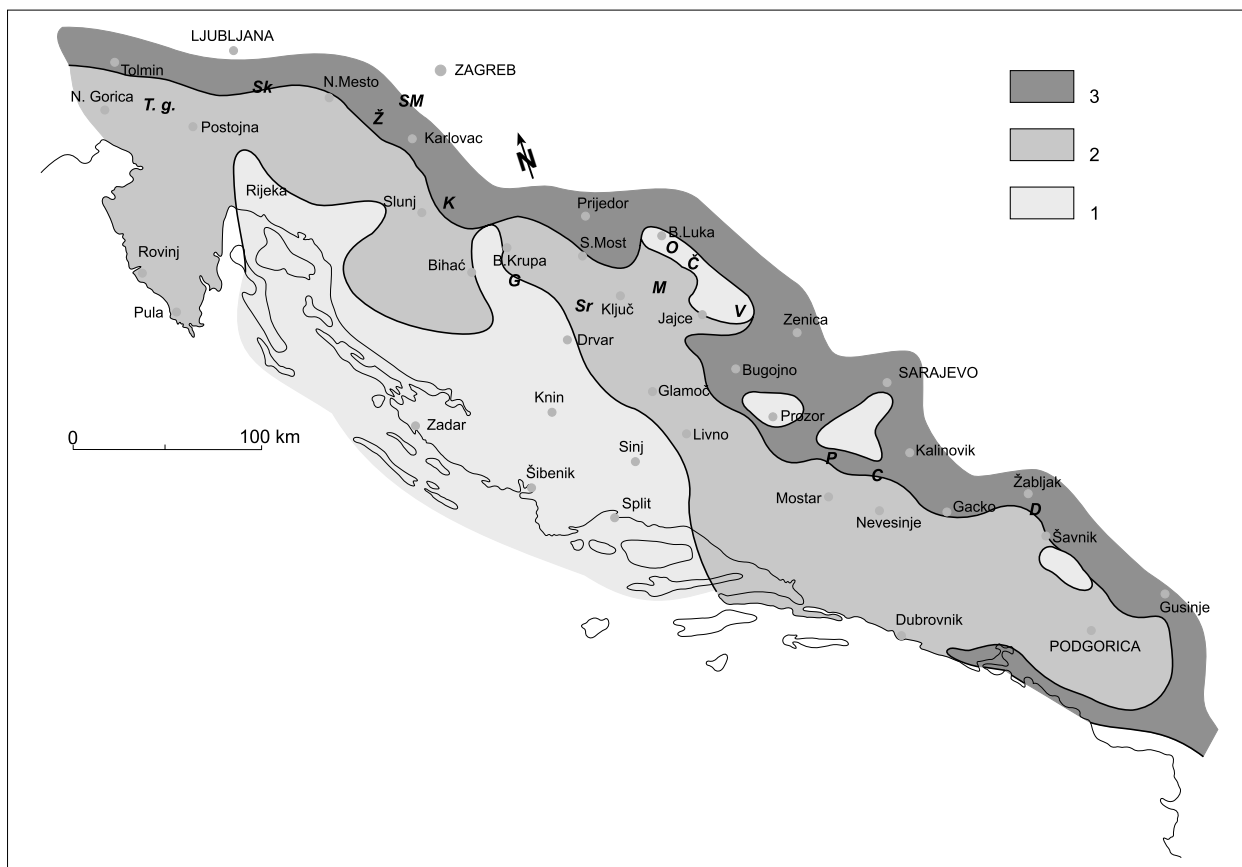 LJUBLJANA
Tolmin
ZAGREB
Sk
N.Mesto
3
N. Gorica
T. g.
SM
Ž
Postojna
Karlovac
N
2
Rijeka
Slunj
K
Prijedor
1
B.Luka
S.Most
O
Č
Rovinj
Bihać
B.Krupa
G
M
Pula
Sr
Ključ
Jajce
V
Zenica
Drvar
Bugojno
SARAJEVO
Glamoč
Knin
Prozor
Zadar
0
100 km
Livno
Sinj
Kalinovik
P
C
Šibenik
Žabljak
Mostar
Split
Nevesinje
Gacko
D
Šavnik
Gusinje
Dubrovnik
PODGORICA